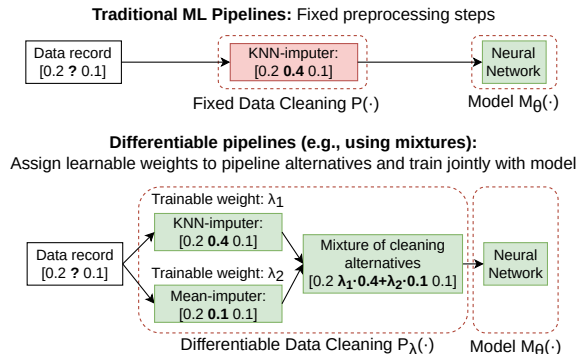 Traditional ML Pipelines: Fixed preprocessing steps
Data record
[0.2 ? 0.1]
KNN-imputer:
[0.2 0.4 0.1]
Neural
Network
Fixed Data Cleaning P(·)
Model Mθ(·)
Differentiable pipelines (e.g., using mixtures):
Assign learnable weights to pipeline alternatives and train jointly with model
Trainable weight: λ1
KNN-imputer:
[0.2 0.4 0.1]
Data record
[0.2 ? 0.1]
Trainable weight: λ2
Mean-imputer:
[0.2 0.1 0.1]
Mixture of cleaning
alternatives
[0.2 λ1·0.4+λ2·0.1 0.1]
Neural
Network
Differentiable Data Cleaning Pλ(·)
Model Mθ(·)